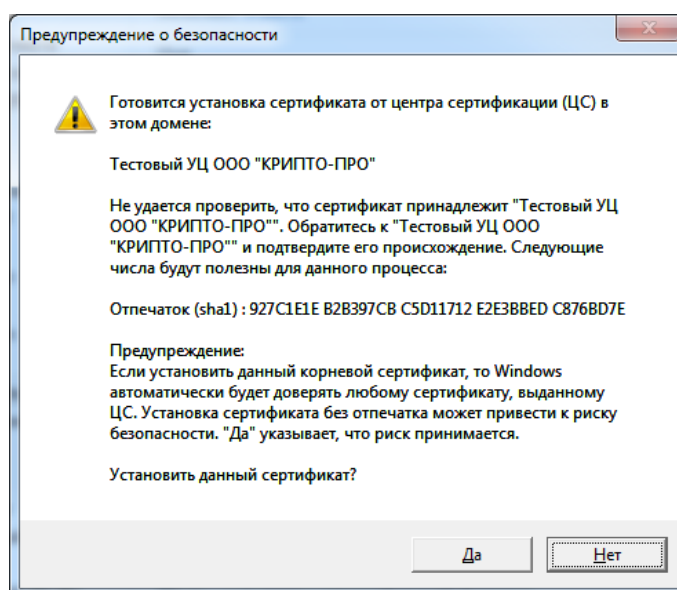 Предупреждение о безопасности
Готовится установка сертификата от центра сертификации (ЦС) в
этом домене:
Тестовый УЦ ООО "КРИПТО-ПРО"
Не удается проверить, что сертификат принадлежит "Тестовый УЦ
ООО "КРИПТО-ПРО"". Обратитесь к "Тестовый УЦ ООО
"КРИПТО-ПРО"" и подтвердите его происхождение. Следующие
числа будут полезны для данного процесса:
Отпечаток (sha1) : 927C1E1E B2B397CB C5D11712 E2E3BBED C876BD7E
Предупреждение:
Если установить данный корневой сертификат, то Windows
автоматически будет доверять любому сертификату, выданному
ЦС. Установка сертификата без отпечатка может привести к риску
безопасности. "Да" указывает, что риск принимается.
Установить данный сертификат?
Да
Нет